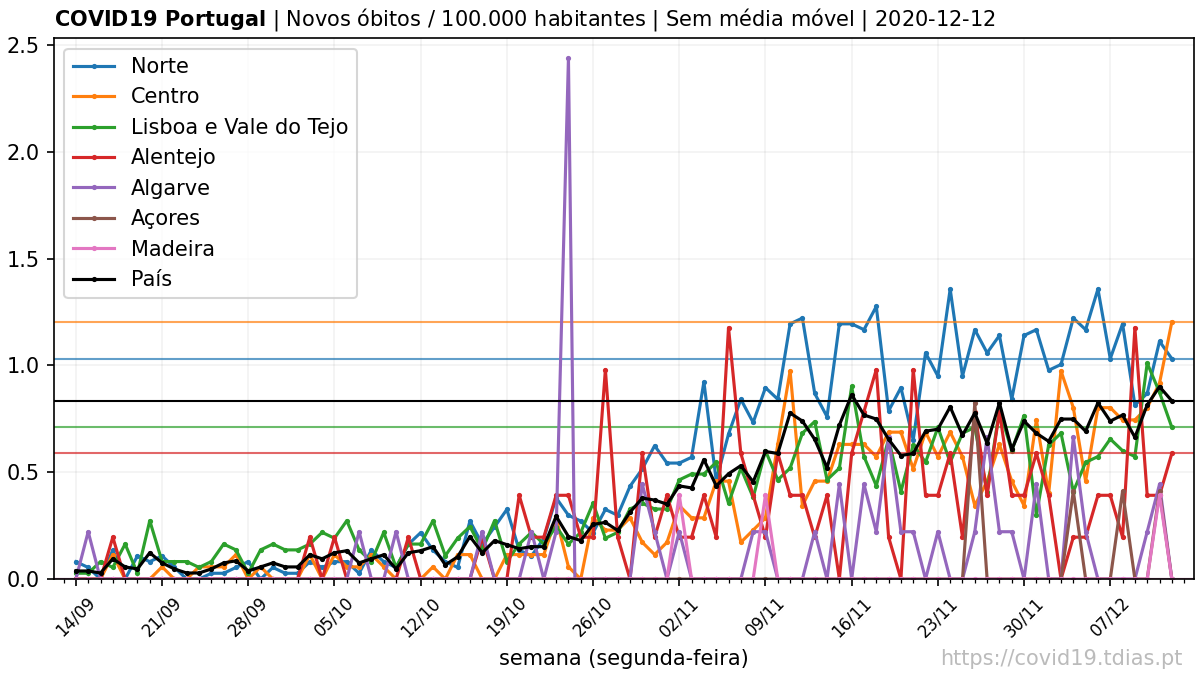 COVID19 Portugal | Novos óbitos / 100.000 habitantes | Sem média móvel | 2020-12-12
2.5
2.0
1.5
1.0
0.5
0.0
Norte
Centro
Lisboa e Vale do Tejo
Alentejo
Algarve
Açores
Madeira
País
14/09 21/09 28/09 05/10 12/10 19/10 26/10 02/11 09/11 16/11 23/11 30/11 07/12
semana (segunda-feira)
https://covid19.tdias.pt